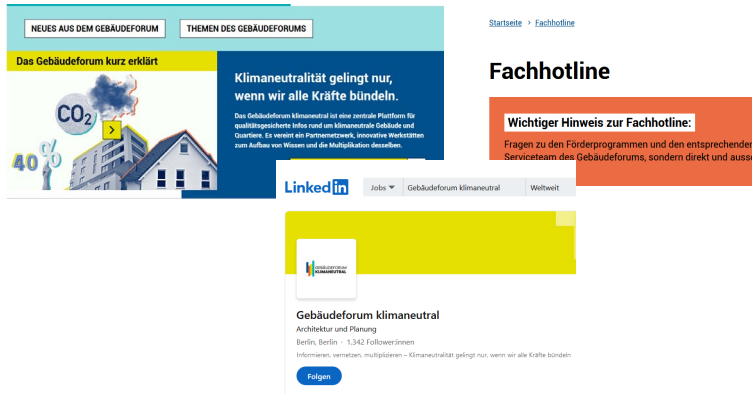 NEUES AUS DEM GEBÄUDEFORUM
THEMEN DES GEBÄUDEFORUMS
Das Gebäudeforum kurz erklärt
CO2
40 %
Klimaneutralität gelingt nur,
wenn wir alle Kräfte bündeln.
Das Gebäudeforum klimaneutral ist eine zentrale Plattform für
qualitätsgesicherte Infos rund um klimaneutrale Gebäude und
Quartiere. Es vereint ein Partnernetzwerk, innovative Werkstätten
zum Aufbau von Wissen und die Multiplikation desselben.
Startseite > Fachhotline
Fachhotline
Wichtiger Hinweis zur Fachhotline:
Fragen zu den Förderprogrammen und den entsprechenden
Serviceteam des Gebäudeforums, sondern direkt und auss
LinkedIn
Jobs
Gebäudeforum klimaneutral
Weltweit
GEBÄUDEFORUM
KLIMANEUTRAL
Gebäudeforum klimaneutral
Architektur und Planung
Berlin, Berlin · 1.342 Follower:innen
Informieren, vernetzen, multiplizieren – Klimaneutralität gelingt nur, wenn wir alle Kräfte bündeln
Folgen